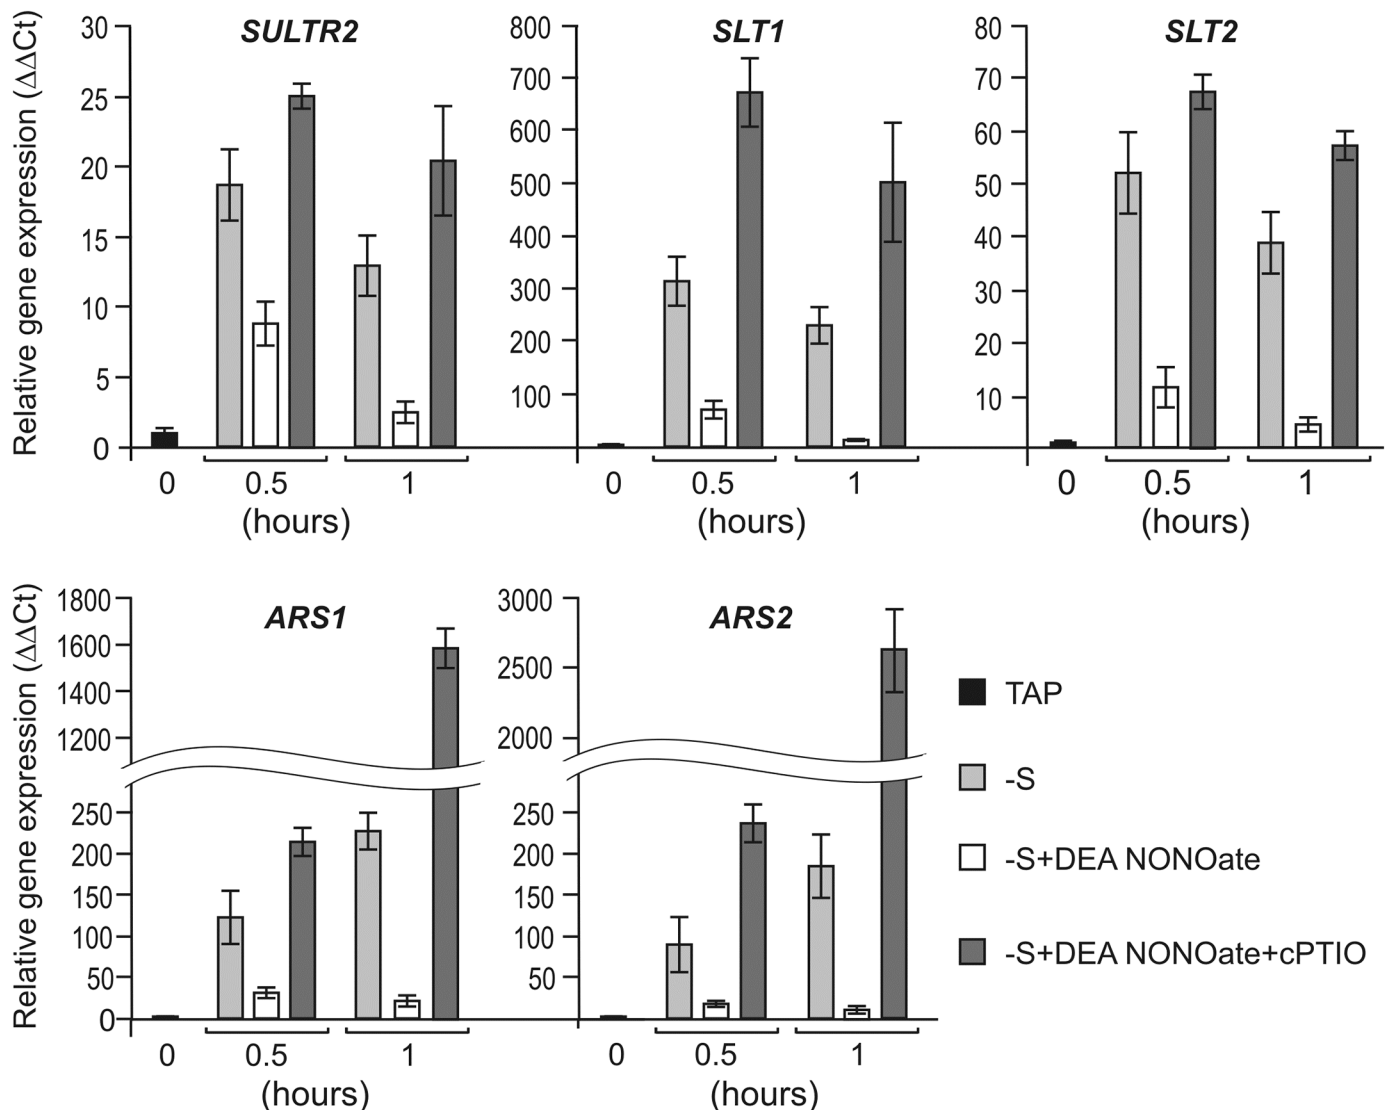 Relative gene expression (ΔΔCt)
SULTR2
30
25
20
15
10
5
0
0 0.5 1
(hours)
SLT1
800
700
600
500
400
300
200
100
0 0.5 1
(hours)
SLT2
80
70
60
50
40
30
20
10
0 0.5 1
(hours)
Relative gene expression (ΔΔCt)
ARS1
1800
1600
1400
1200
250
200
150
100
50
0
0 0.5 1
(hours)
ARS2
3000
2500
2000
250
200
150
100
50
0 0.5 1
(hours)
TAP
-S
-S+DEA NONOate
-S+DEA NONOate+cPTIO